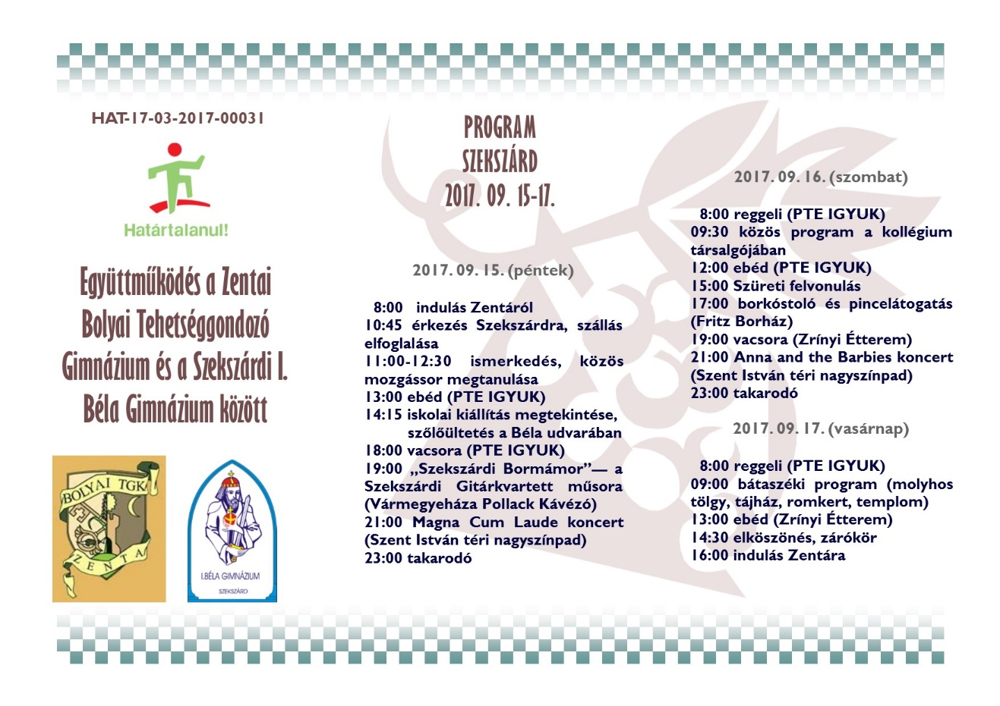 HAT-17-03-2017-00031
Határtalanul!
Együttműködés a Zentai
Bolyai Tehetséggondozó
Gimnázium és a Szekszárdi I.
Béla Gimnázium között
BOLYAI TGK
ZENTA
I.BÉLA GIMNÁZIUM
SZEKSZÁRD
PROGRAM
SZEKSZÁRD
2017. 09. 15-17.
2017. 09. 15. (péntek)
8:00 indulás Zentáról
10:45 érkezés Szekszárdra, szállás
elfoglalása
11:00-12:30 ismerkedés, közös
mozgássor megtanulása
13:00 ebéd (PTE IGYUK)
14:15 iskolai kiállítás megtekintése,
szőlőültetés a Béla udvarában
18:00 vacsora (PTE IGYUK)
19:00 „Szekszárdi Bormámor”— a
Szekszárdi Gitárkvartett műsora
(Vármegyeháza Pollack Kávézó)
21:00 Magna Cum Laude koncert
(Szent István téri nagyszínpad)
23:00 takarodó
2017. 09. 16. (szombat)
8:00 reggeli (PTE IGYUK)
09:30 közös program a kollégium
társalgójában
12:00 ebéd (PTE IGYUK)
15:00 Szüreti felvonulás
17:00 borkóstoló és pincelátogatás
(Fritz Borház)
19:00 vacsora (Zrínyi Étterem)
21:00 Anna and the Barbies koncert
(Szent István téri nagyszínpad)
23:00 takarodó
2017. 09. 17. (vasárnap)
8:00 reggeli (PTE IGYUK)
09:00 bátaszéki program (molyhos
tölgy, tájház, romkert, templom)
13:00 ebéd (Zrínyi Étterem)
14:30 elköszönés, zárókör
16:00 indulás Zentára